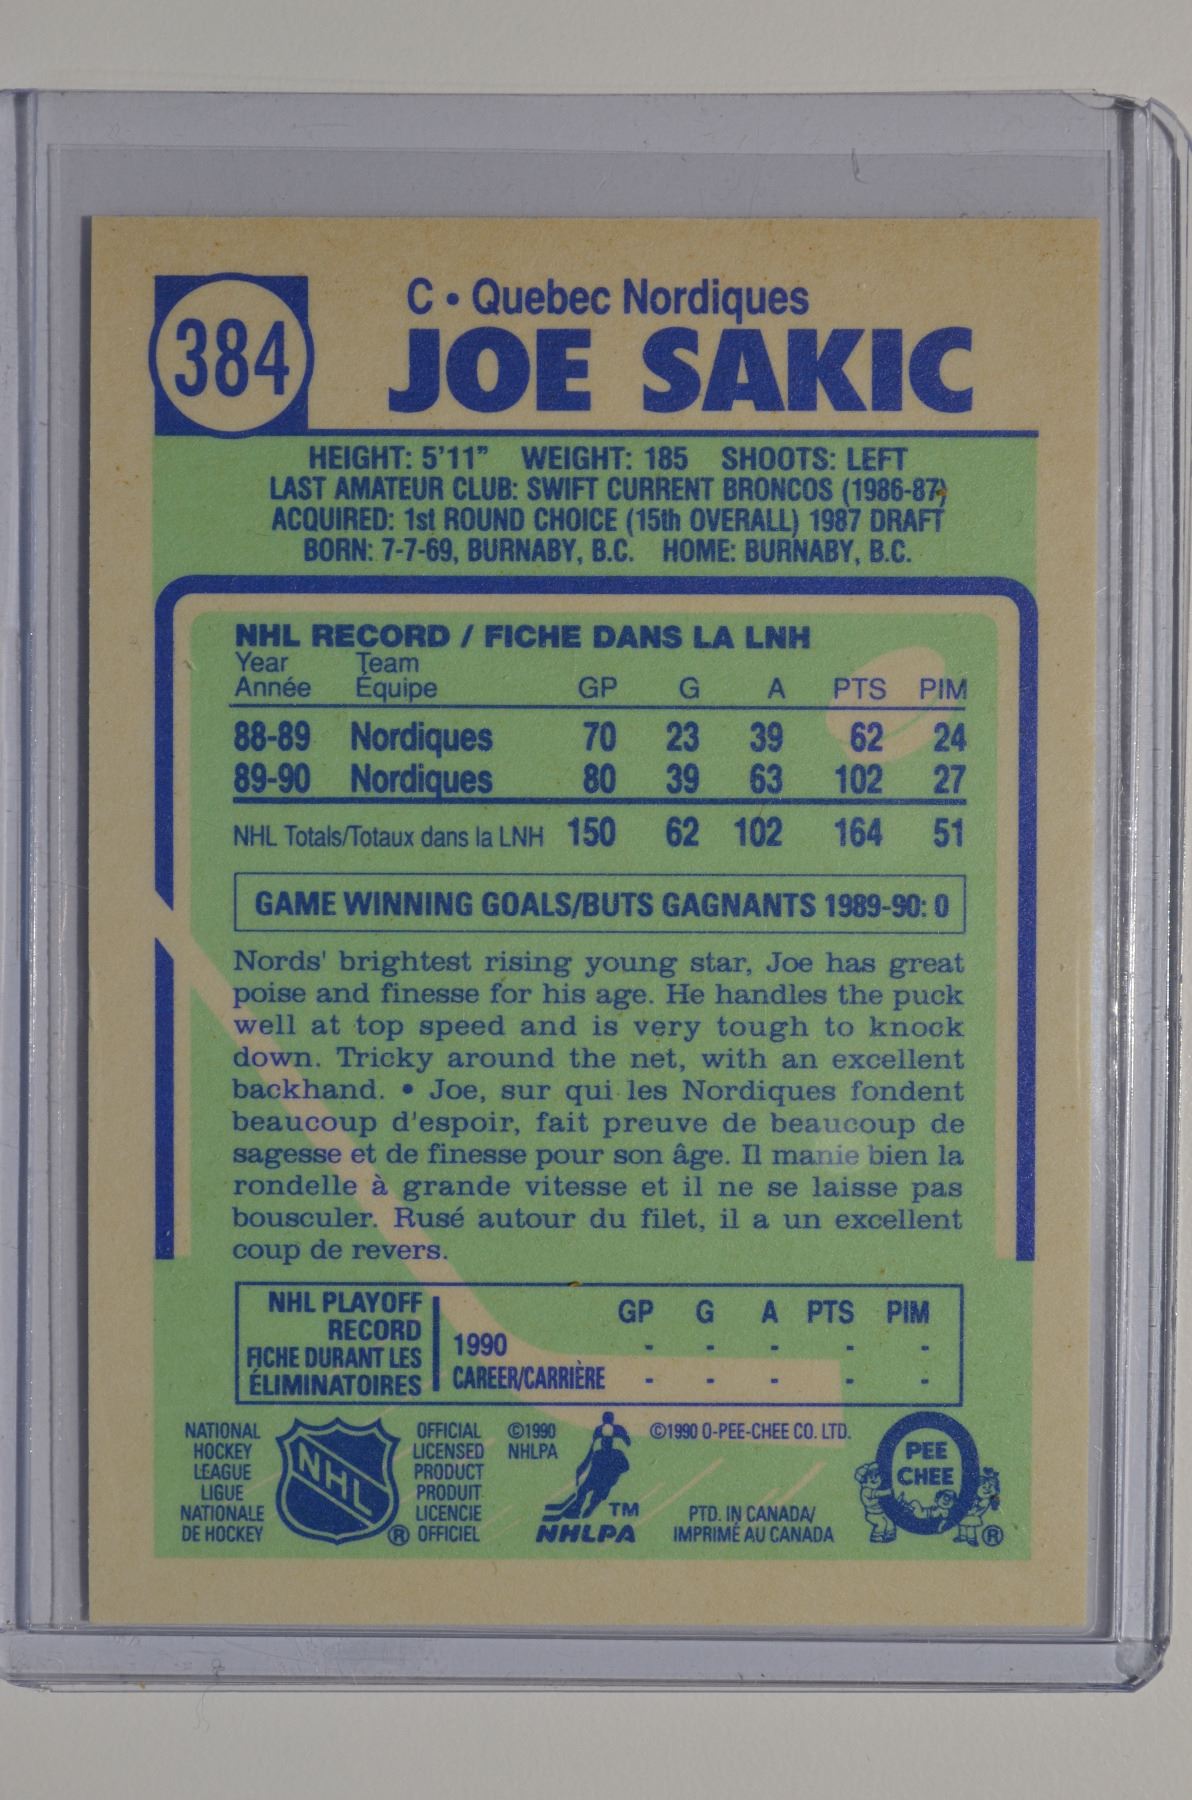 384
C • Quebec Nordiques
JOE SAKIC
HEIGHT: 5'11" WEIGHT: 185 SHOOTS: LEFT
LAST AMATEUR CLUB: SWIFT CURRENT BRONCOS (1986-87)
ACQUIRED: 1st ROUND CHOICE (15th OVERALL) 1987 DRAFT
BORN: 7-7-69, BURNABY, B.C. HOME: BURNABY, B.C.
NHL RECORD / FICHE DANS LA LNH
Year Team
Année Équipe GP G A PTS PIM
88-89 Nordiques 70 23 39 62 24
89-90 Nordiques 80 39 63 102 27
NHL Totals/Totaux dans la LNH 150 62 102 164 51
GAME WINNING GOALS/BUTS GAGNANTS 1989-90: 0
Nords' brightest rising young star, Joe has great
poise and finesse for his age. He handles the puck
well at top speed and is very tough to knock
down. Tricky around the net, with an excellent
backhand. • Joe, sur qui les Nordiques fondent
beaucoup d'espoir, fait preuve de beaucoup de
sagesse et de finesse pour son âge. Il manie bien la
rondelle à grande vitesse et il ne se laisse pas
bousculer. Rusé autour du filet, il a un excellent
coup de revers.
NHL PLAYOFF
RECORD
FICHE DURANT LES
ÉLIMINATOIRES
GP G A PTS PIM
1990 - - - - -
CAREER/CARRIÈRE - - - - -
NATIONAL
HOCKEY
LEAGUE
LIGUE
NATIONALE
DE HOCKEY
NHL
®
OFFICIAL
LICENSED
PRODUCT
PRODUIT
LICENCIE
OFFICIEL
©1990
NHLPA
TM
NHLPA
©1990 O-PEE-CHEE CO. LTD.
PTD. IN CANADA/
IMPRIMÉ AU CANADA
O
PEE
CHEE
®